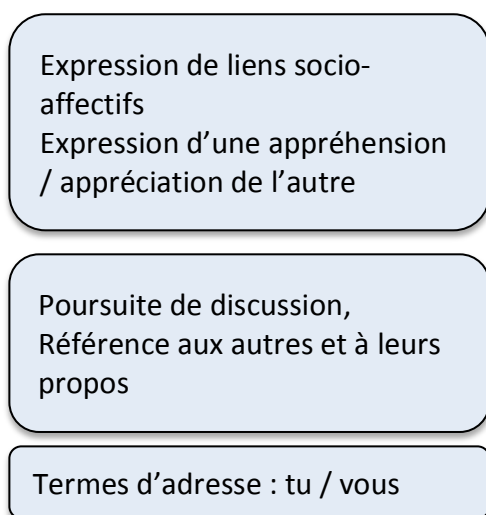 Expression de liens socio-
affectifs
Expression d’une appréhension
/ appréciation de l’autre
Poursuite de discussion,
Référence aux autres et à leurs
propos
Termes d’adresse : tu / vous